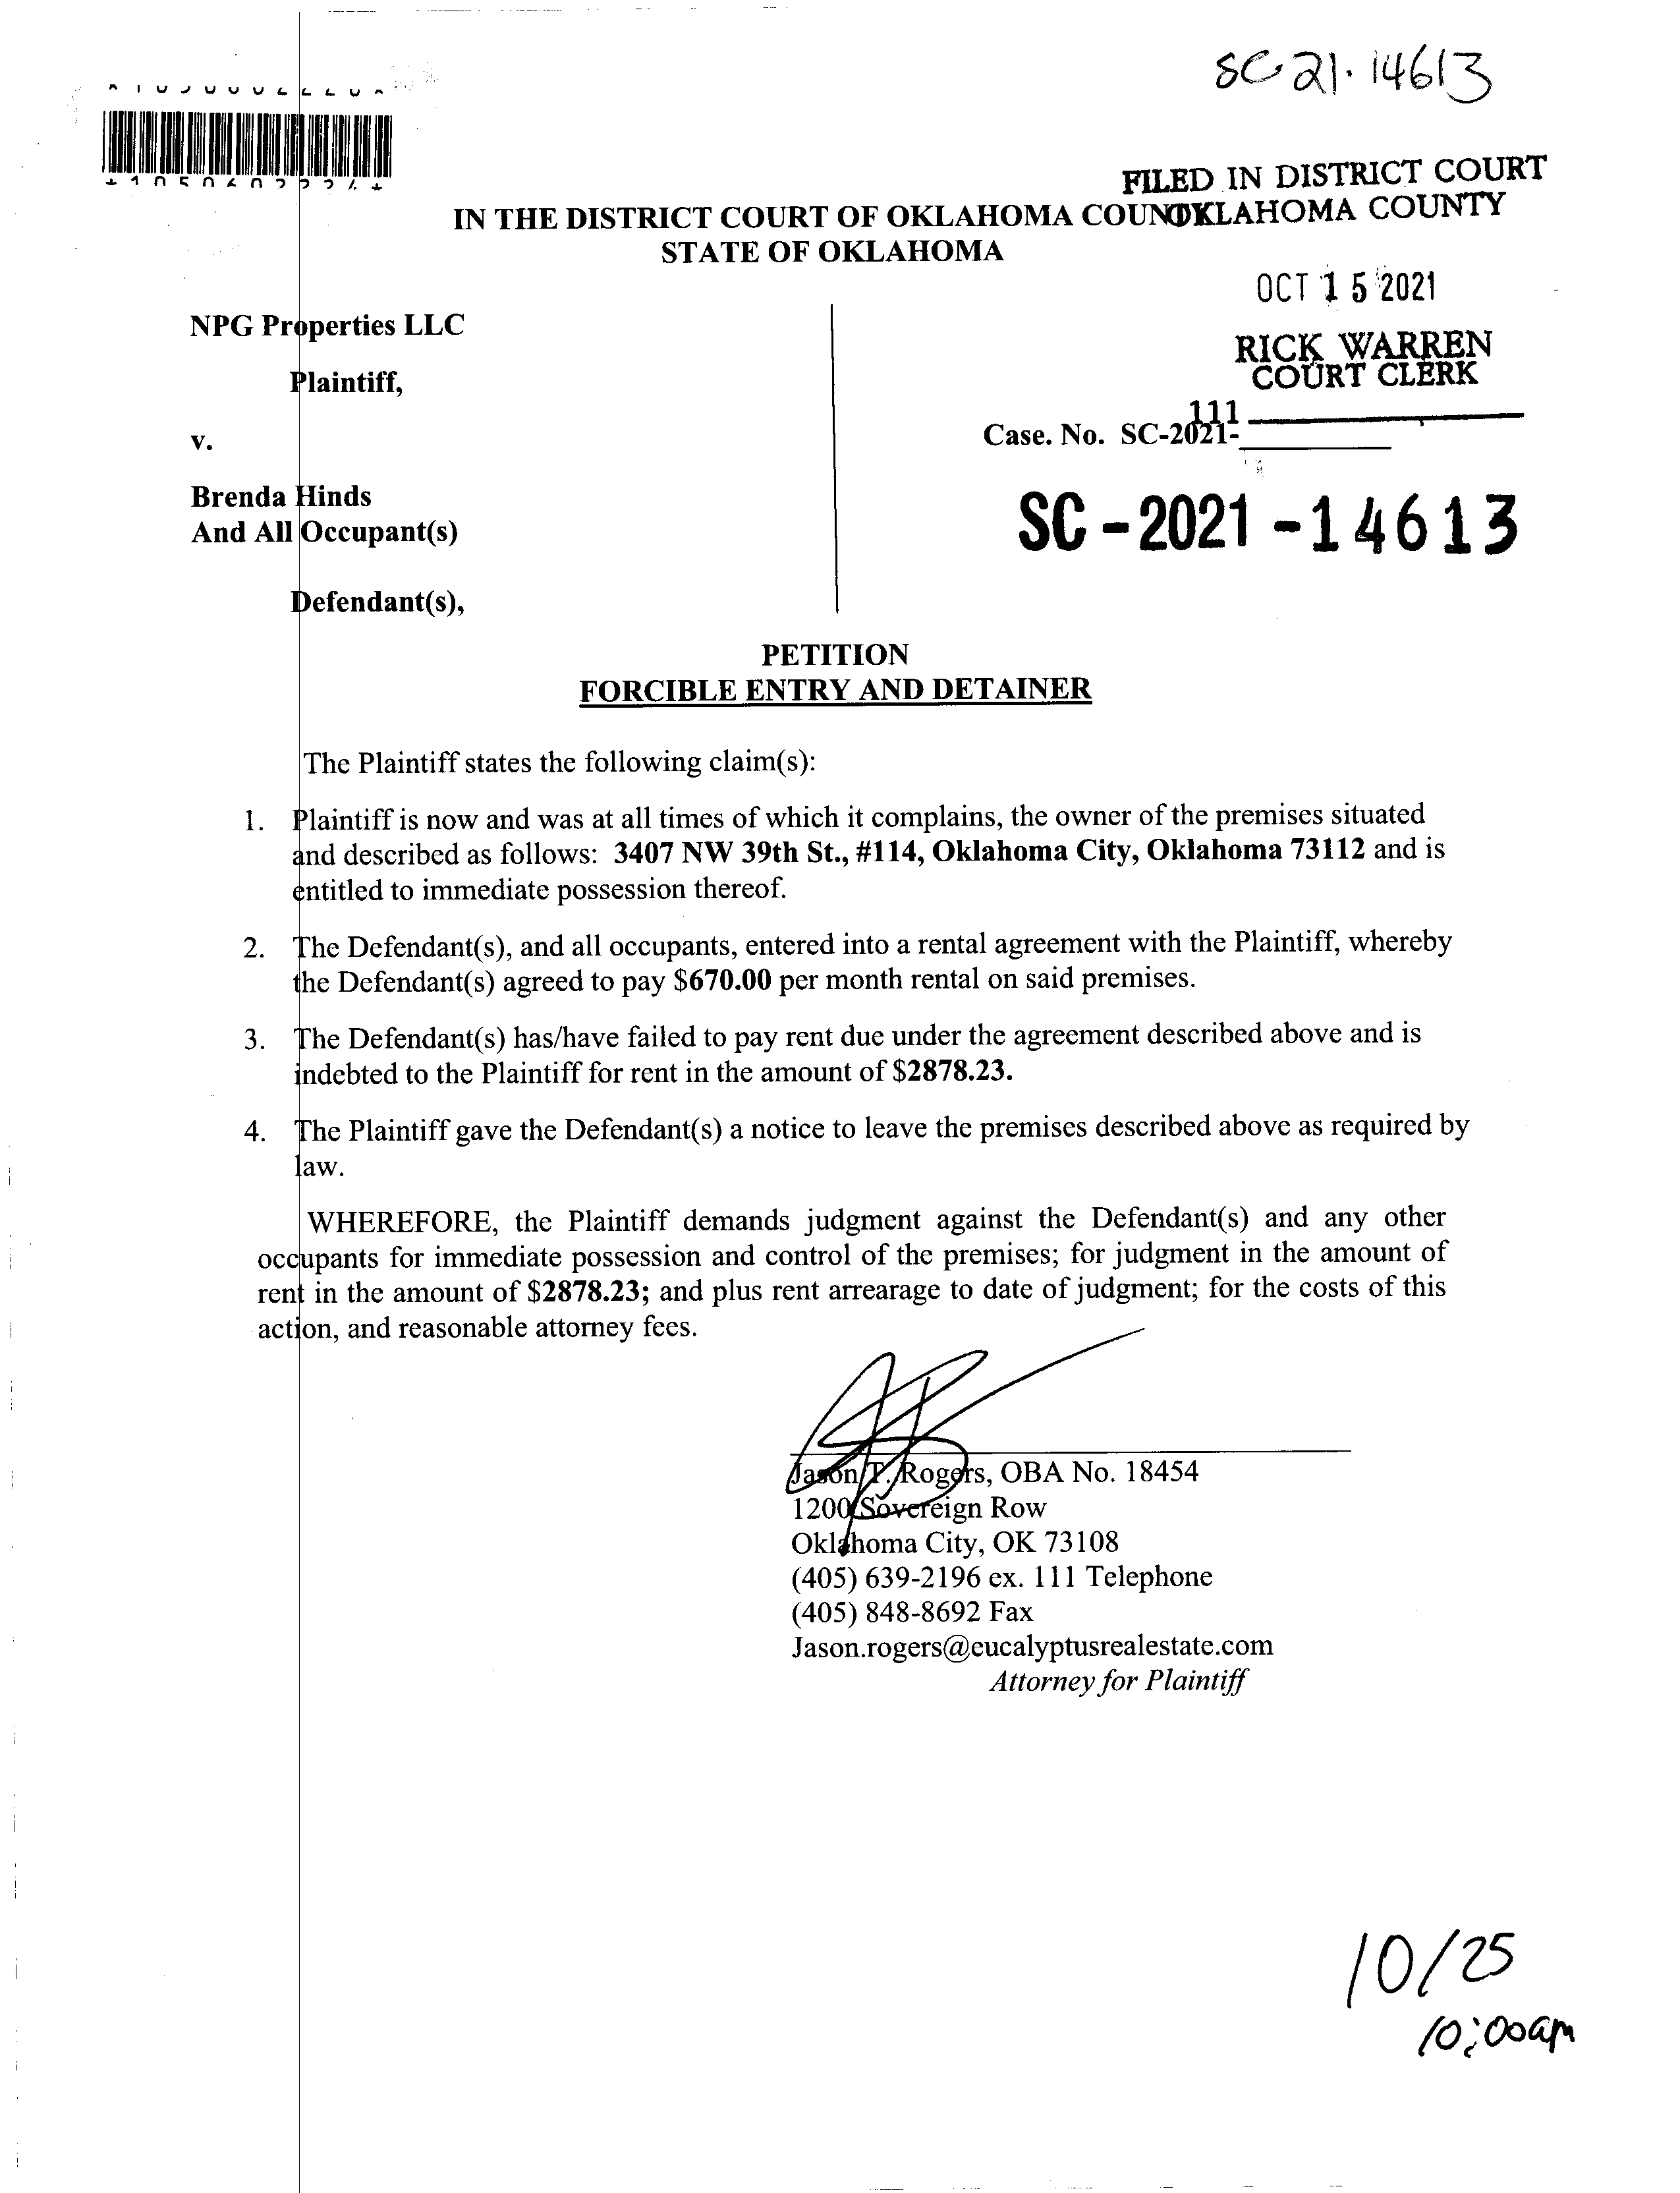 SC-21-14613
FILED IN DISTRICT COURT
OKLAHOMA COUNTY
IN THE DISTRICT COURT OF OKLAHOMA COUNTY
STATE OF OKLAHOMA
OCT 15 2021
RICK WARREN
COURT CLERK
111
NPG Properties LLC
Plaintiff,
v.
Brenda Hinds
And All Occupant(s)
Defendant(s),
Case. No. SC-2021-
SC-2021-14613
PETITION
FORCIBLE ENTRY AND DETAINER
The Plaintiff states the following claim(s):
1. Plaintiff is now and was at all times of which it complains, the owner of the premises situated
and described as follows: 3407 NW 39th St., #114, Oklahoma City, Oklahoma 73112 and is
entitled to immediate possession thereof.
2. The Defendant(s), and all occupants, entered into a rental agreement with the Plaintiff, whereby
the Defendant(s) agreed to pay $670.00 per month rental on said premises.
3. The Defendant(s) has/have failed to pay rent due under the agreement described above and is
indebted to the Plaintiff for rent in the amount of $2878.23.
4. The Plaintiff gave the Defendant(s) a notice to leave the premises described above as required by
law.
WHEREFORE, the Plaintiff demands judgment against the Defendant(s) and any other
occupants for immediate possession and control of the premises; for judgment in the amount of
rent in the amount of $2878.23; and plus rent arrearage to date of judgment; for the costs of this
action, and reasonable attorney fees.
Jason T. Rogers, OBA No. 18454
1200 Sovereign Row
Oklahoma City, OK 73108
(405) 639-2196 ex. 111 Telephone
(405) 848-8692 Fax
Jason.rogers@eucalyptusrealestate.com
Attorney for Plaintiff
10/25
10:00am